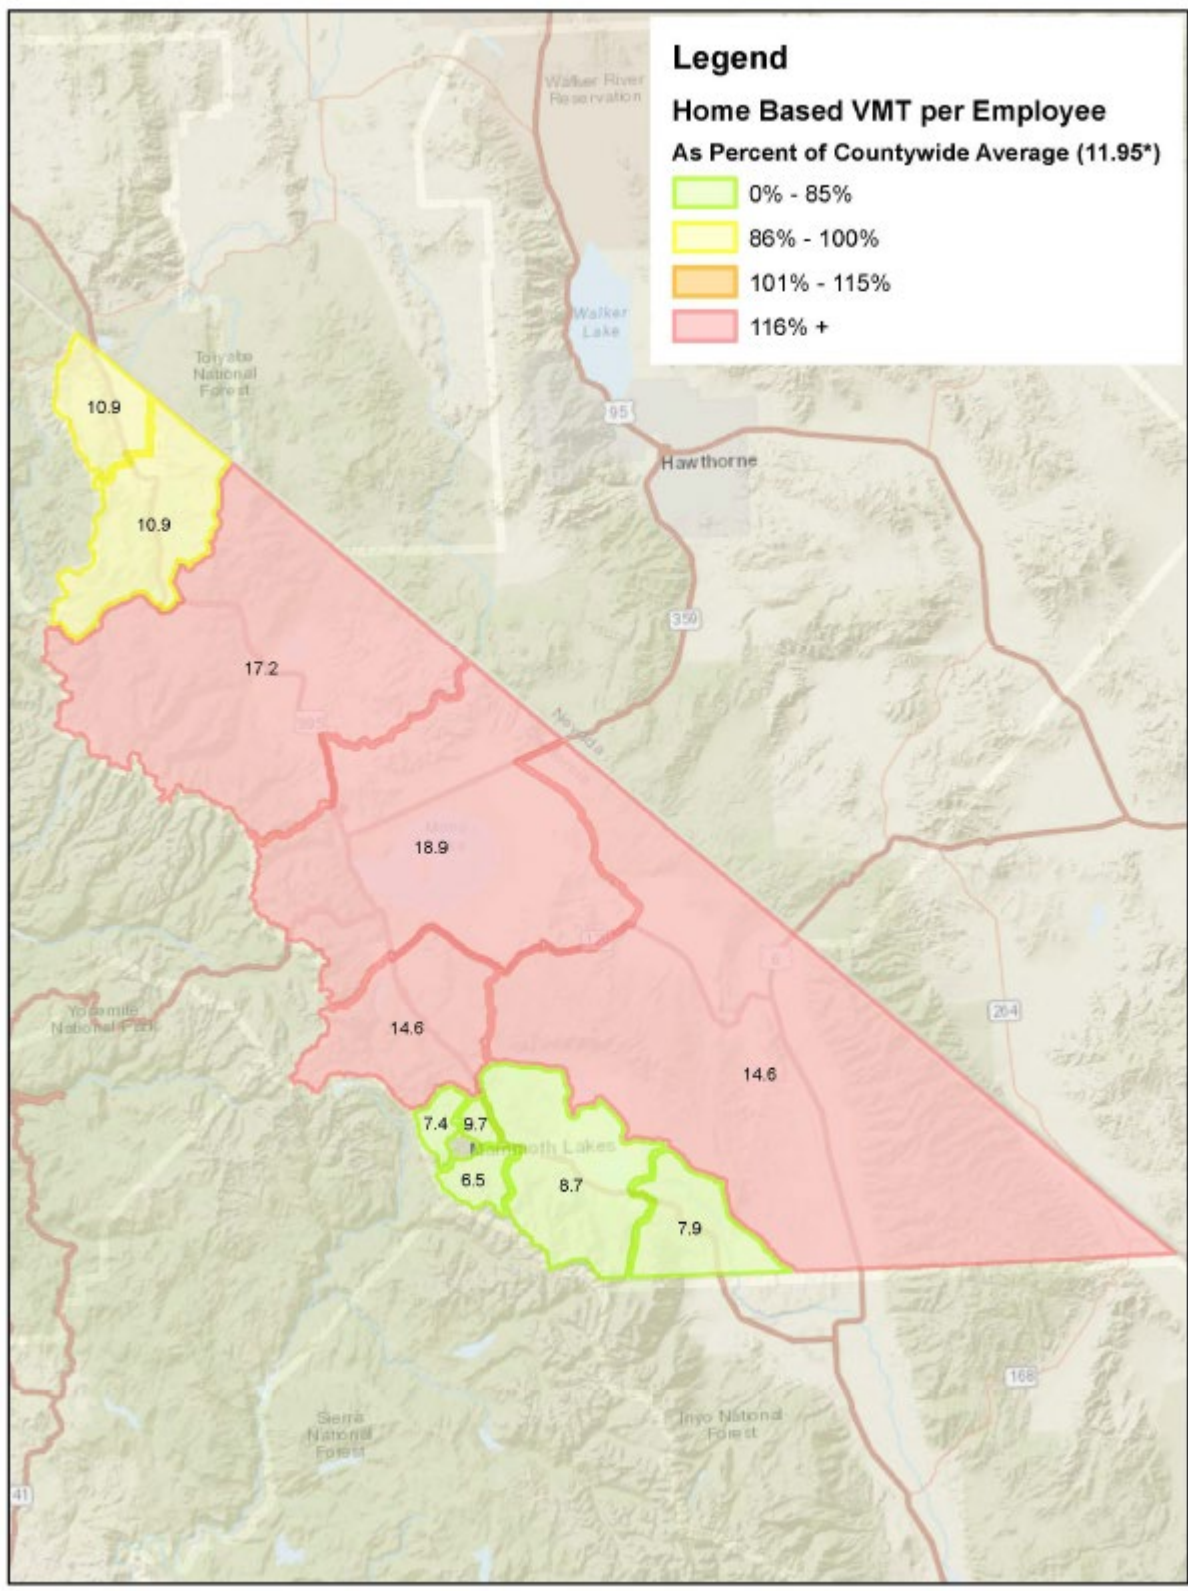 Legend
Home Based VMT per Employee
As Percent of Countywide Average (11.95*)
0% - 85%
86% - 100%
101% - 115%
116% +
Walker River
Reservation
Walker
Lake
Toiyabe
National
Forest
95
Hawthorne
10.9
10.9
359
17.2
395
Nevada
18.9
6
Yosemite
National Park
264
14.6
14.6
7.4
9.7
Mammoth Lakes
6.5
8.7
7.9
168
Sierra
National
Forest
Inyo National
Forest
41